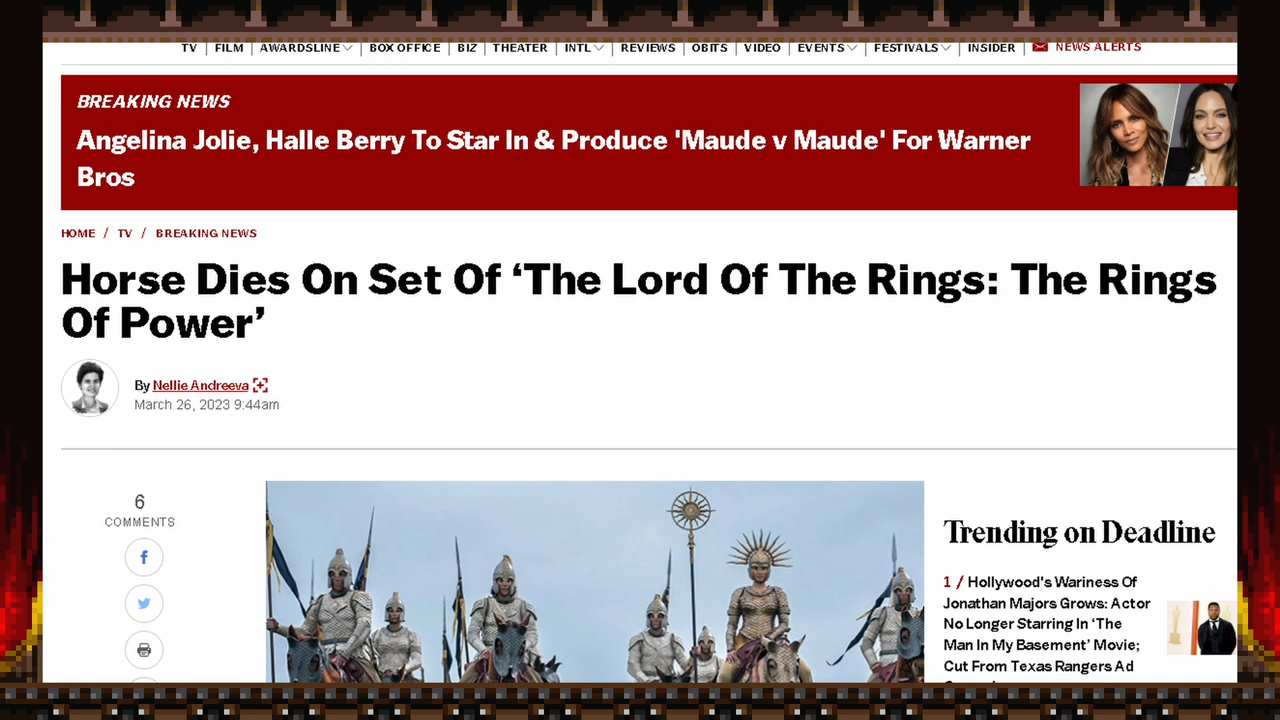 TV | FILM | AWARDSLINE | BOX OFFICE | BIZ | THEATER | INTL | REVIEWS | OBITS | VIDEO | EVENTS | FESTIVALS | INSIDER | NEWS ALERTS
BREAKING NEWS
Angelina Jolie, Halle Berry To Star In & Produce 'Maude v Maude' For Warner
Bros
HOME / TV / BREAKING NEWS
Horse Dies On Set Of ‘The Lord Of The Rings: The Rings
Of Power’
By Nellie Andreeva
March 26, 2023 9:44am
6
COMMENTS
Trending on Deadline
1 / Hollywood's Wariness Of
Jonathan Majors Grows: Actor
No Longer Starring In ‘The
Man In My Basement’ Movie;
Cut From Texas Rangers Ad